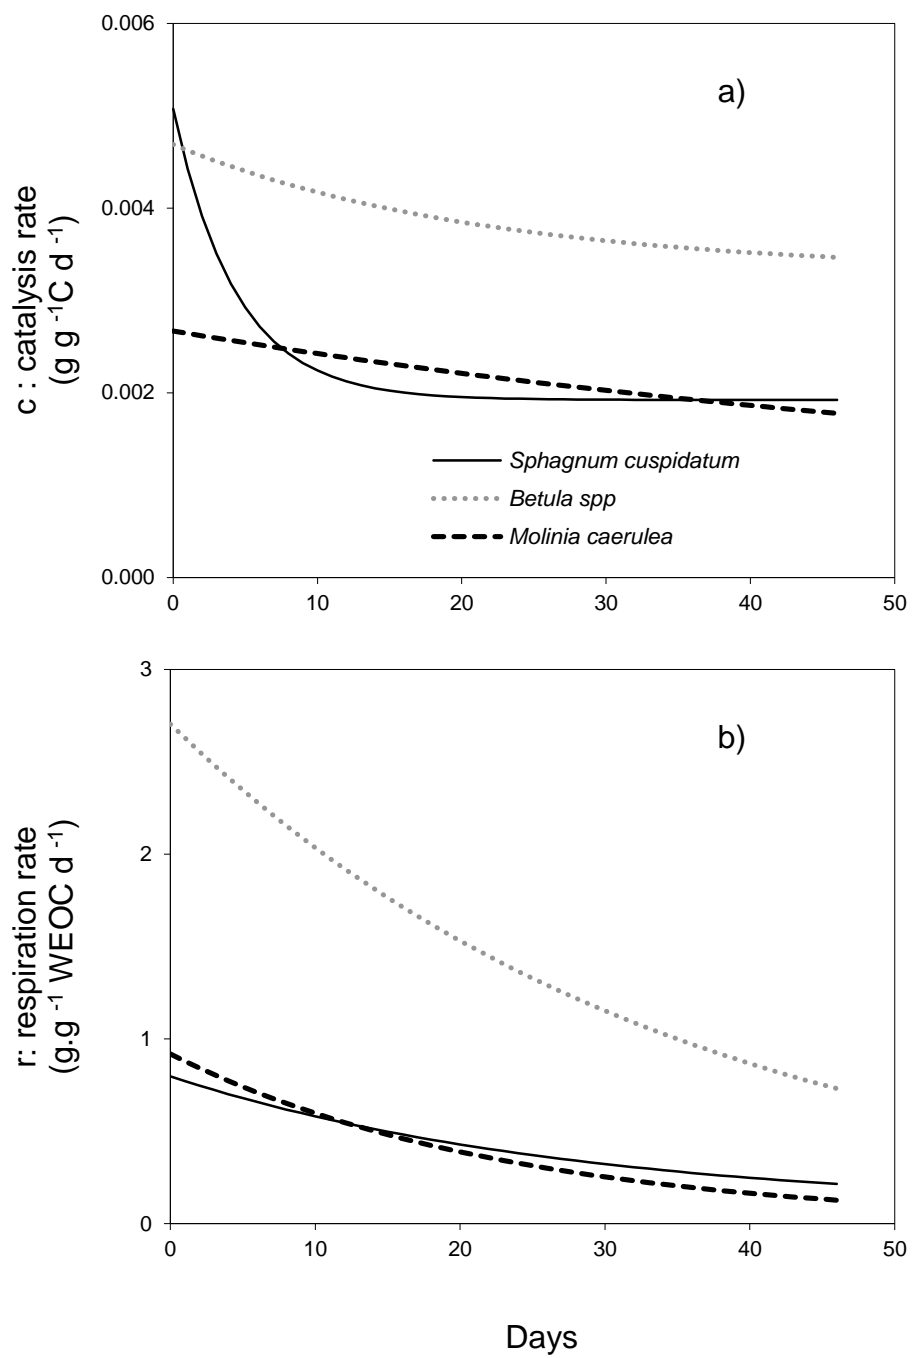 0.006
a)
0.004
c : catalysis rate
(g g -1C d -1)
0.002
Sphagnum cuspidatum
Betula spp
Molinia caerulea
0.000
0 10 20 30 40 50
3
b)
2
r: respiration rate
(g.g -1 WEOC d -1)
1
0
0 10 20 30 40 50
Days